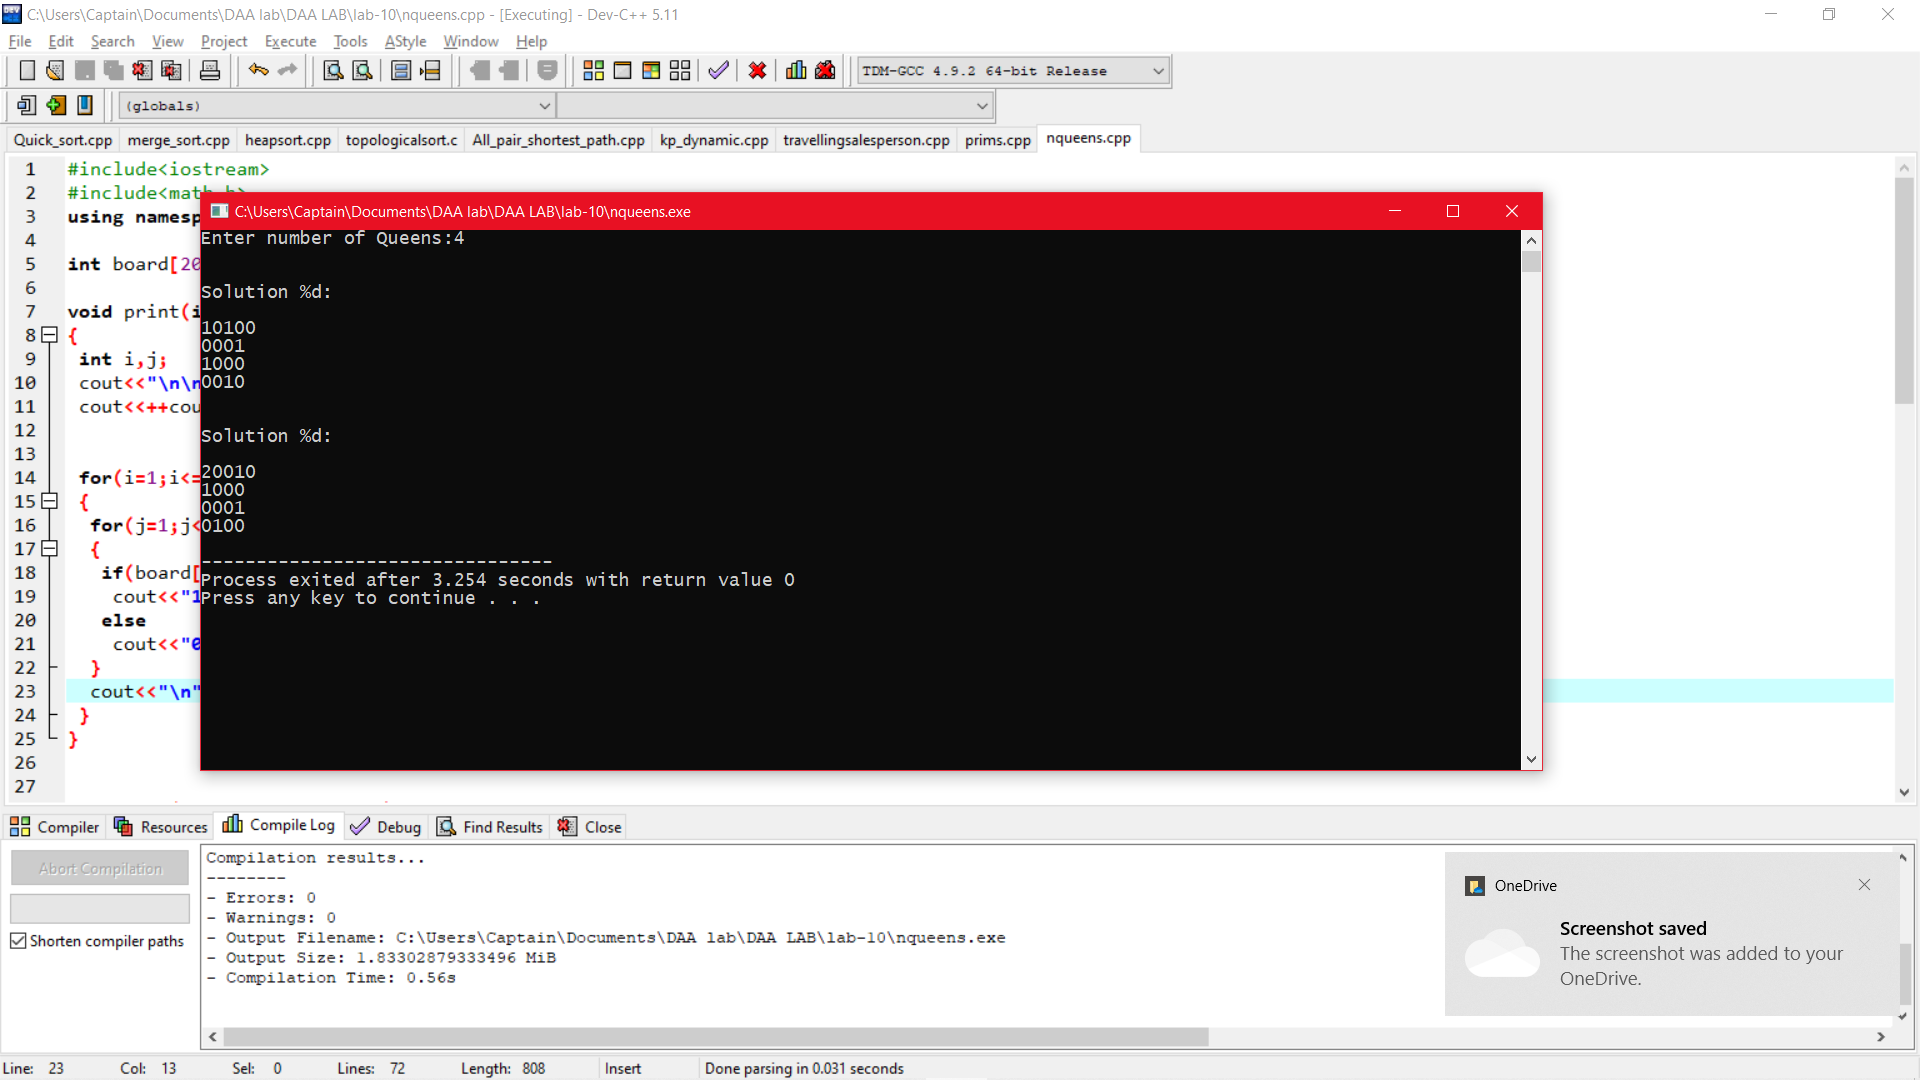 C:\Users\Captain\Documents\DAA lab\DAA LAB\lab-10\nqueens.cpp - [Executing] - Dev-C++ 5.11
File Edit Search View Project Execute Tools AStyle Window Help
TDM-GCC 4.9.2 64-bit Release
(globals)
Quick_sort.cpp merge_sort.cpp heapsort.cpp topologicalsort.c All_pair_shortest_path.cpp kp_dynamic.cpp travellingsalesperson.cpp prims.cpp nqueens.cpp
1 #include<iostream>
2 #include<math.h>
3 using namesp
4
5 int board[20
6
7 void print(i
8 {
9 int i,j;
10 cout<<"\n\n
11 cout<<++cou
12
13
14 for(i=1;i<=
15 {
16 for(j=1;j<
17 {
18 if(board[
19 cout<<"1
20 else
21 cout<<"0
22 }
23 cout<<"\n"
24 }
25 }
26
27
C:\Users\Captain\Documents\DAA lab\DAA LAB\lab-10\nqueens.exe
Enter number of Queens:4
Solution %d:
10100
0001
1000
0010
Solution %d:
20010
1000
0001
0100
--------------------------------
Process exited after 3.254 seconds with return value 0
Press any key to continue . . .
Compiler Resources Compile Log Debug Find Results Close
Abort Compilation
Shorten compiler paths
Compilation results...
--------
- Errors: 0
- Warnings: 0
- Output Filename: C:\Users\Captain\Documents\DAA lab\DAA LAB\lab-10\nqueens.exe
- Output Size: 1.83302879333496 MiB
- Compilation Time: 0.56s
OneDrive
Screenshot saved
The screenshot was added to your
OneDrive.
Line: 23 Col: 13 Sel: 0 Lines: 72 Length: 808 Insert Done parsing in 0.031 seconds